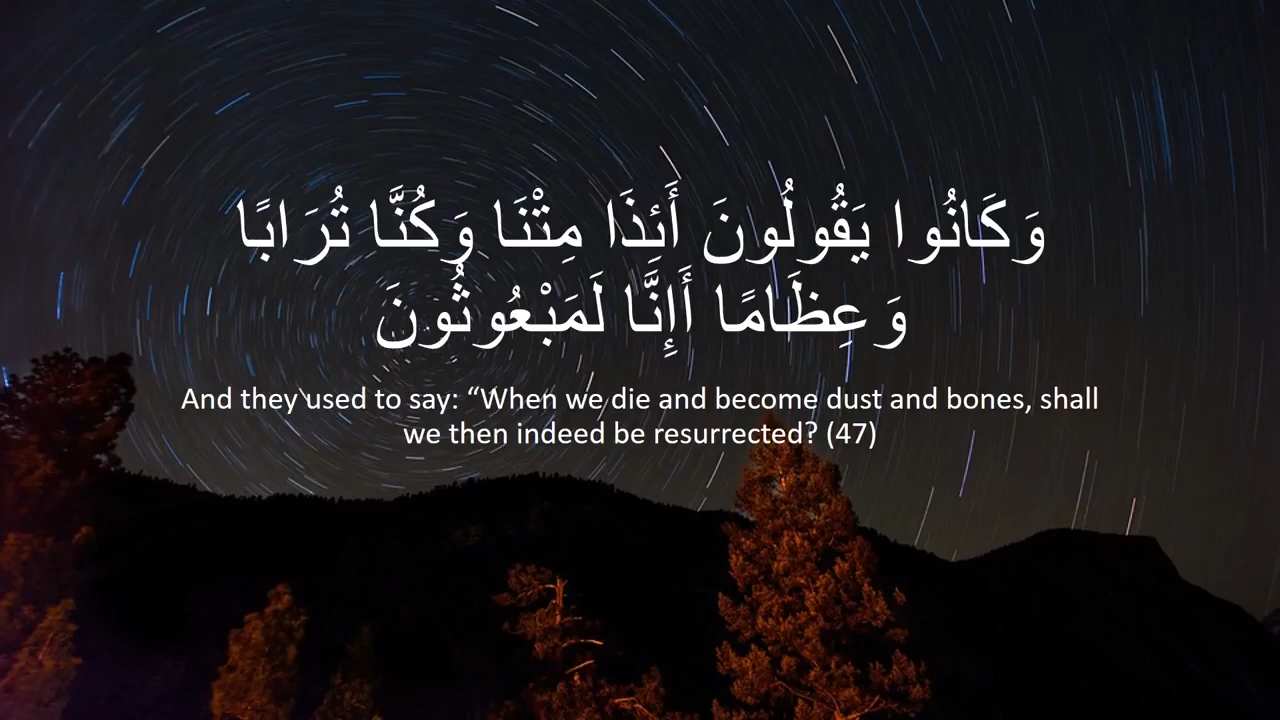 وَكَانُوا يَقُولُونَ أَئِذَا مِتْنَا وَكُنَّا تُرَابًا
وَعِظَامًا أَإِنَّا لَمَبْعُوثُونَ
And they used to say: “When we die and become dust and bones, shall
we then indeed be resurrected? (47)